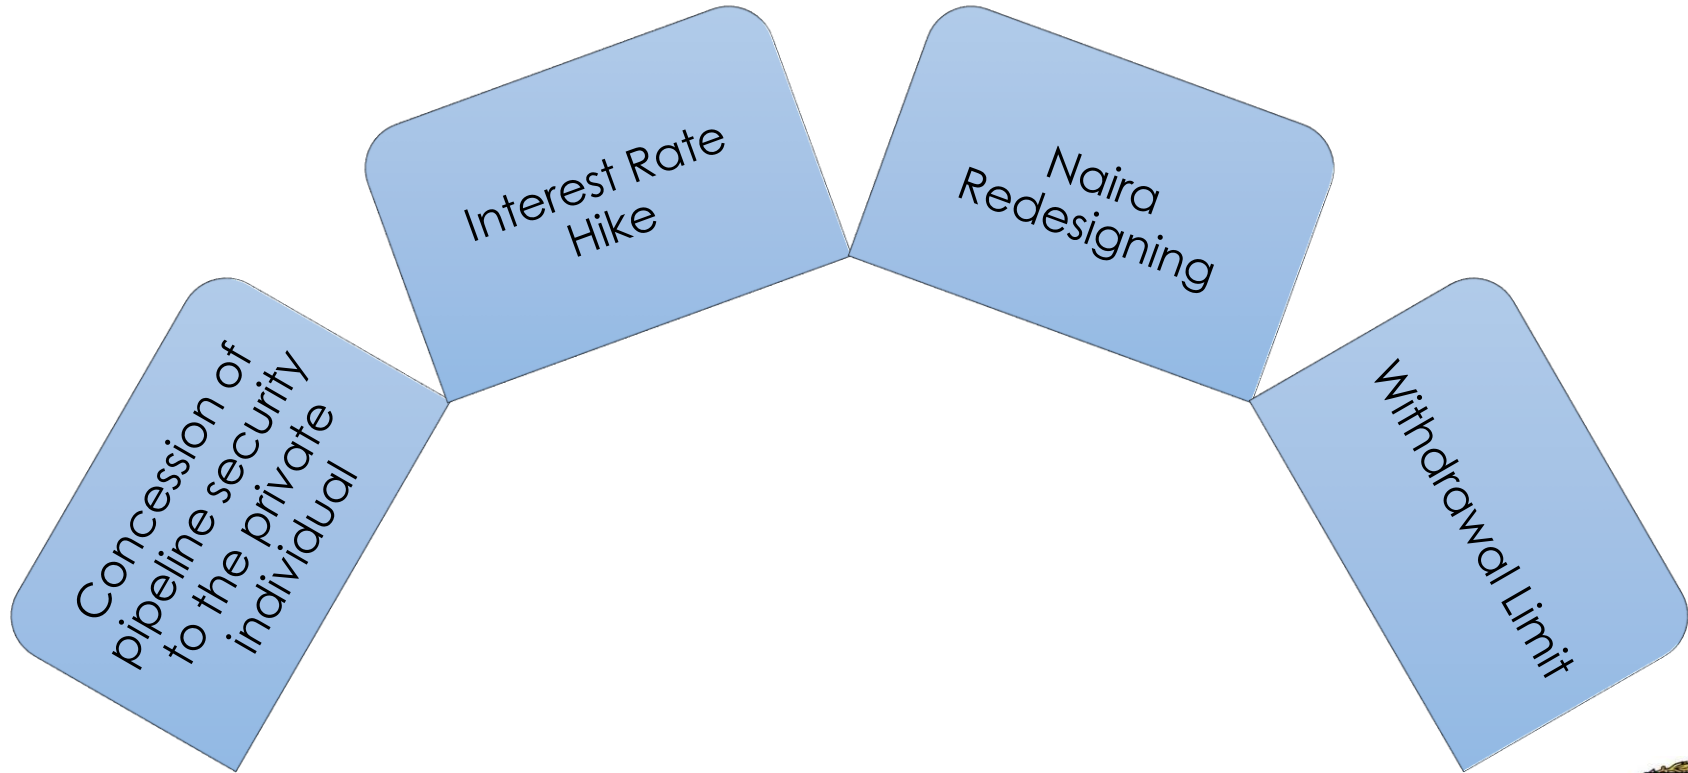 Concession of
pipeline security
to the private
individual
Interest Rate
Hike
Naira
Redesigning
Withdrawal Limit